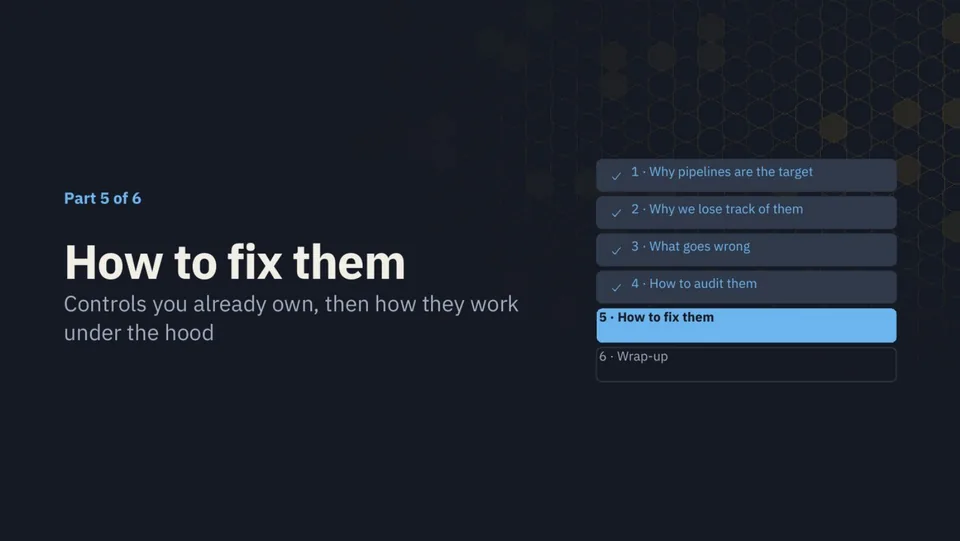 Part 5 of 6
How to fix them
Controls you already own, then how they work
under the hood
✓ 1 · Why pipelines are the target
✓ 2 · Why we lose track of them
✓ 3 · What goes wrong
✓ 4 · How to audit them
5 · How to fix them
6 · Wrap-up